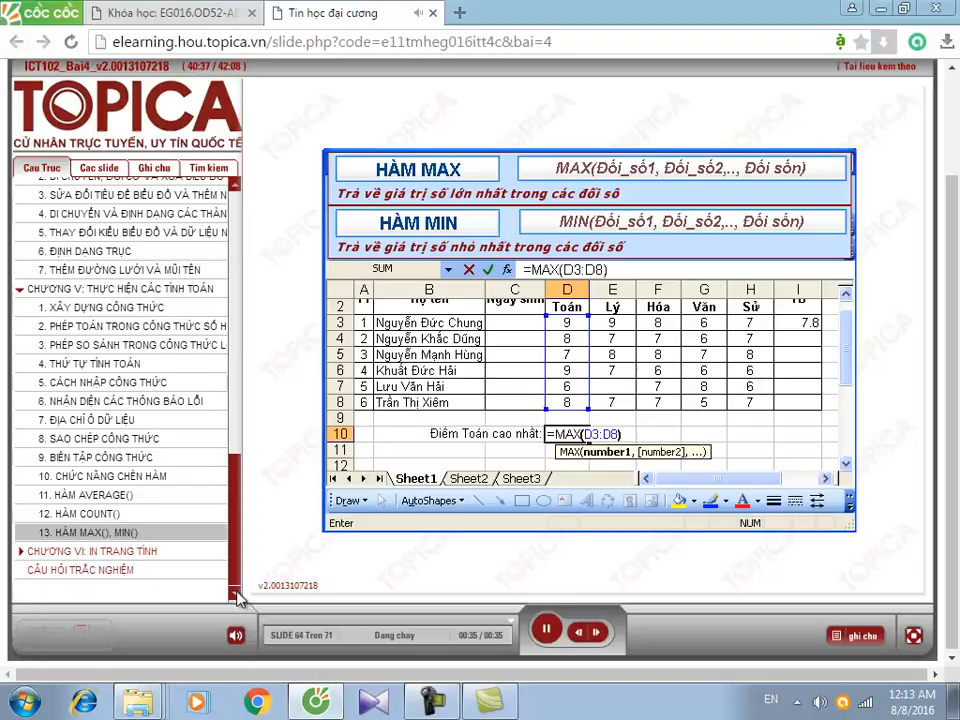 CỐC CỐC
Khóa học: EG016.OD52-A
Tin học đại cương
elearning.hou.topica.vn/slide.php?code=e11tmheg016itt4c&bai=4
ICT102_Bai4_v2.0013107218 ( 40:37 / 42:08 )
Tai lieu kem theo
TOPICA
CỬ NHÂN TRỰC TUYẾN, UY TÍN QUỐC TẾ
Cau Truc
Cac slide
Ghi chu
Tim kiem
3. SỬA ĐỔI TIÊU ĐỀ BIỂU ĐỒ VÀ THÊM N
4. DI CHUYỂN VÀ ĐỊNH DẠNG CÁC THÀN
5. THAY ĐỔI KIỂU BIỂU ĐỒ VÀ DỮ LIỆU N
6. ĐỊNH DẠNG TRỤC
7. THÊM ĐƯỜNG LƯỚI VÀ MŨI TÊN
CHƯƠNG V: THỰC HIỆN CÁC TÍNH TOÁN
1. XÂY DỰNG CÔNG THỨC
2. PHÉP TOÁN TRONG CÔNG THỨC SỐ H
3. PHÉP SO SÁNH TRONG CÔNG THỨC L
4. THỨ TỰ TÍNH TOÁN
5. CÁCH NHẬP CÔNG THỨC
6. NHẬN DIỆN CÁC THÔNG BÁO LỖI
7. ĐỊA CHỈ Ô DỮ LIỆU
8. SAO CHÉP CÔNG THỨC
9. BIÊN TẬP CÔNG THỨC
10. CHỨC NĂNG CHÈN HÀM
11. HÀM AVERAGE()
12. HÀM COUNT()
13. HÀM MAX(), MIN()
CHƯƠNG VI: IN TRANG TÍNH
CÂU HỎI TRẮC NGHIỆM
HÀM MAX
MAX(Đối_số1, Đối_số2,.., Đối sốn)
Trả về giá trị số lớn nhất trong các đối số
HÀM MIN
MIN(Đối_số1, Đối_số2,.., Đối sốn)
Trả về giá trị số nhỏ nhất trong các đối số
SUM
fx =MAX(D3:D8)
A B C D E F G H I
2 Họ tên Ngày sinh Toán Lý Hóa Văn Sử TB
3 1 Nguyễn Đức Chung 9 9 8 6 7 7.8
4 2 Nguyễn Khắc Dũng 8 7 7 6 7
5 3 Nguyễn Mạnh Hùng 7 8 8 7 8
6 4 Khuất Đức Hải 9 7 6 6 6
7 5 Lưu Văn Hải 6 7 8 6
8 6 Trần Thị Xiêm 8 7 7 5 7
9
10 Điểm Toán cao nhất: =MAX(D3:D8)
11 MAX(number1, [number2], ...)
12
Sheet1 Sheet2 Sheet3
Draw AutoShapes
Enter NUM
v2.0013107218
SLIDE 64 Tren 71 Dang chay 00:35 / 00:35
ghi chu
EN
12:13 AM
8/8/2016